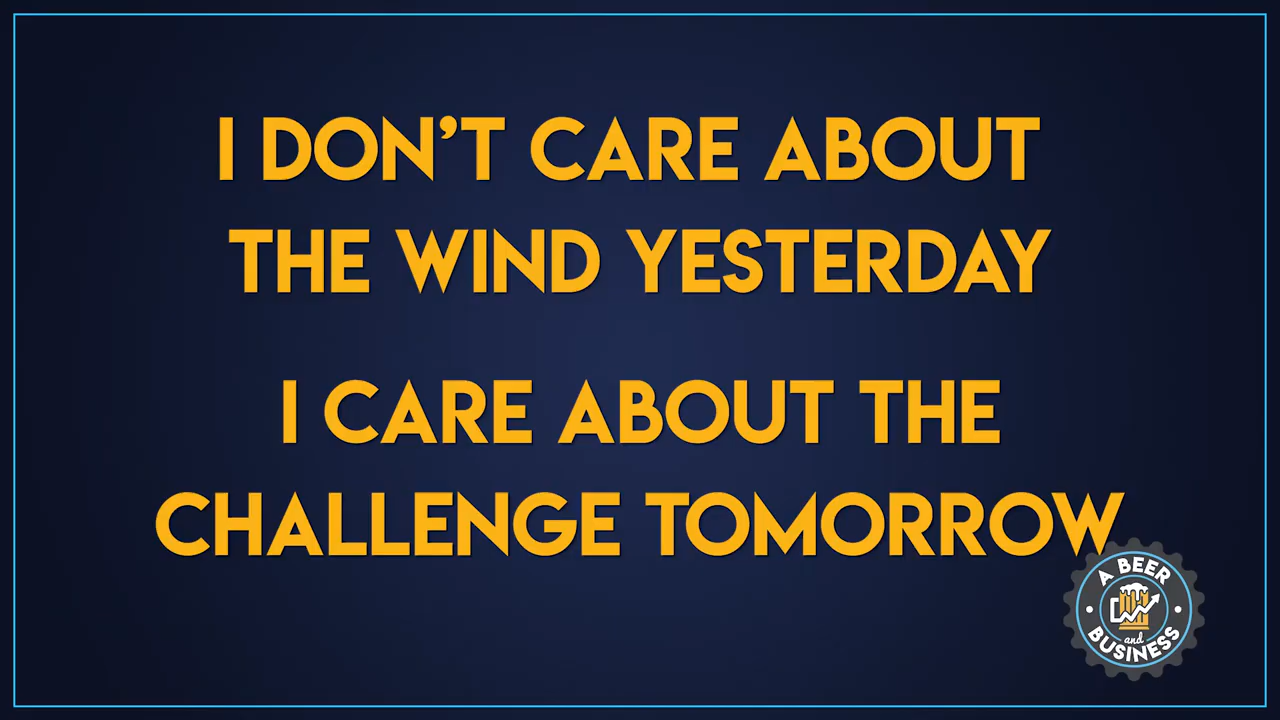 I DON'T CARE ABOUT
THE WIND YESTERDAY
I CARE ABOUT THE
CHALLENGE TOMORROW
A BEER
and
BUSINESS